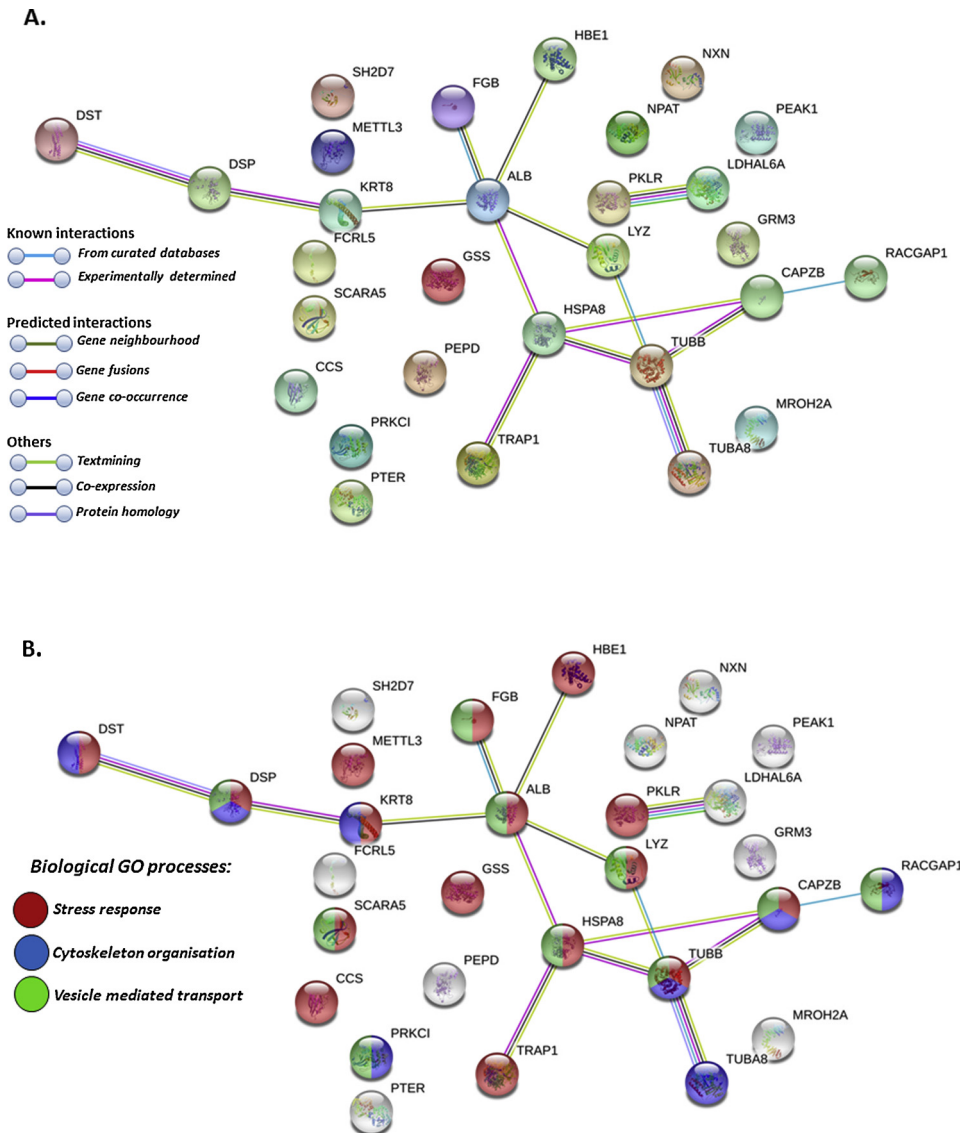 A.
HBE1
NXN
SH2D7
FGB
DST
NPAT
PEAK1
METTL3
DSP
ALB
LDHAL6A
KRT8
PKLR
GRM3
Known interactions
FCRL5
LYZ
RACGAP1
From curated databases
GSS
CAPZB
Experimentally determined
SCARA5
HSPA8
Predicted interactions
Gene neighbourhood
TUBB
PEPD
Gene fusions
CCS
Gene co-occurrence
MROH2A
PRKCI
Others
TRAP1
TUBA8
Textmining
PTER
Co-expression
Protein homology
B.
HBE1
NXN
SH2D7
FGB
NPAT
PEAK1
DST
METTL3
DSP
ALB
LDHAL6A
KRT8
PKLR
GRM3
LYZ
FCRL5
Biological GO processes:
GSS
RACGAP1
CAPZB
Stress response
SCARA5
HSPA8
Cytoskeleton organisation
TUBB
PEPD
CCS
Vesicle mediated transport
MROH2A
PRKCI
TRAP1
TUBA8
PTER